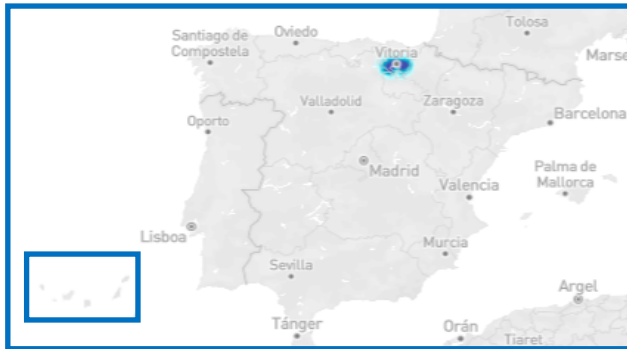 Tolosa
Oviedo
Santiago de
Compostela
Vitoria
Marse
Valladolid
Zaragoza
Barcelona
Oporto
Madrid
Palma de
Mallorca
Valencia
Lisboa
Murcia
Sevilla
Argel
Tánger
Orán
Tiaret